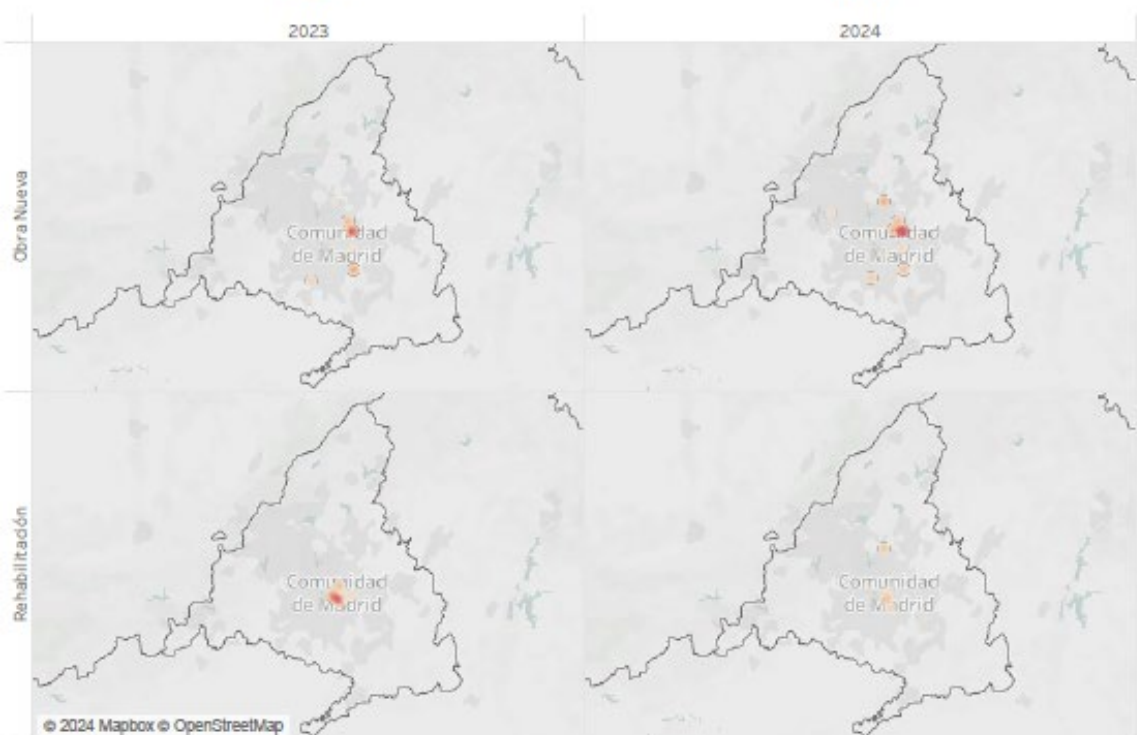 2023
2024
Obra Nueva
Comunidad
de Madrid
Comunidad
de Madrid
Rehabilitación
Comunidad
de Madrid
Comunidad
de Madrid
© 2024 Mapbox © OpenStreetMap